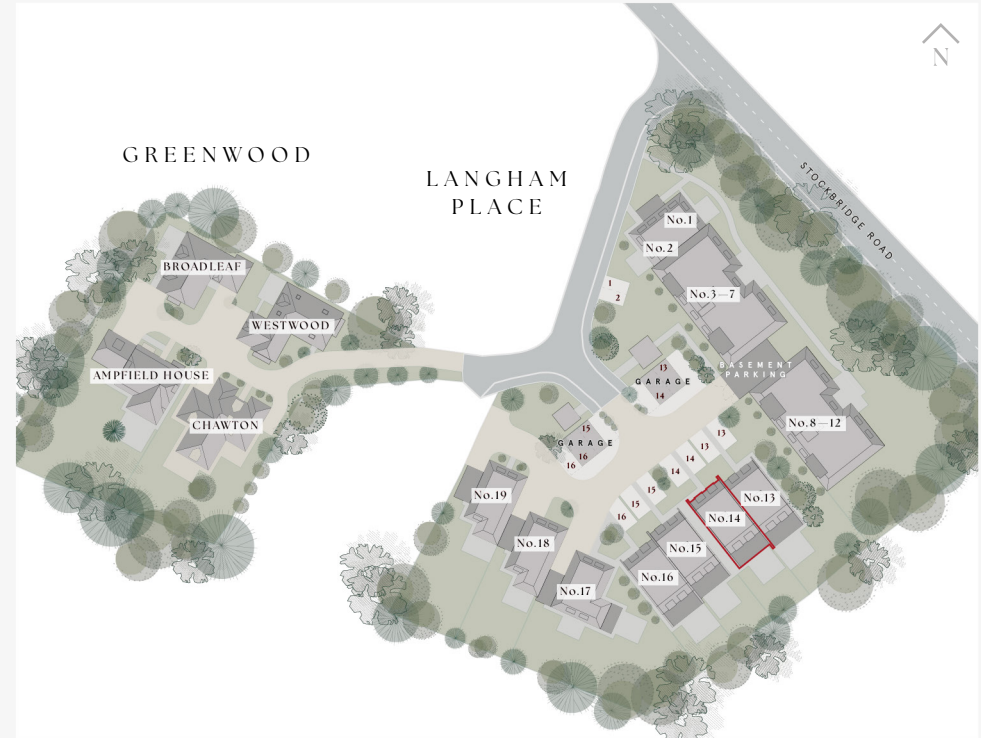 N
GREENWOOD
LANGHAM
PLACE
STOCKBRIDGE ROAD
BROADLEAF
WESTWOOD
AMPFIELD HOUSE
CHAWTON
No.1
No.2
No.3—7
1
2
13
GARAGE
14
BASEMENT
PARKING
No.8—12
15
GARAGE
16
16
13
13
14
14
15
15
16
No.13
No.14
No.15
No.16
No.17
No.18
No.19